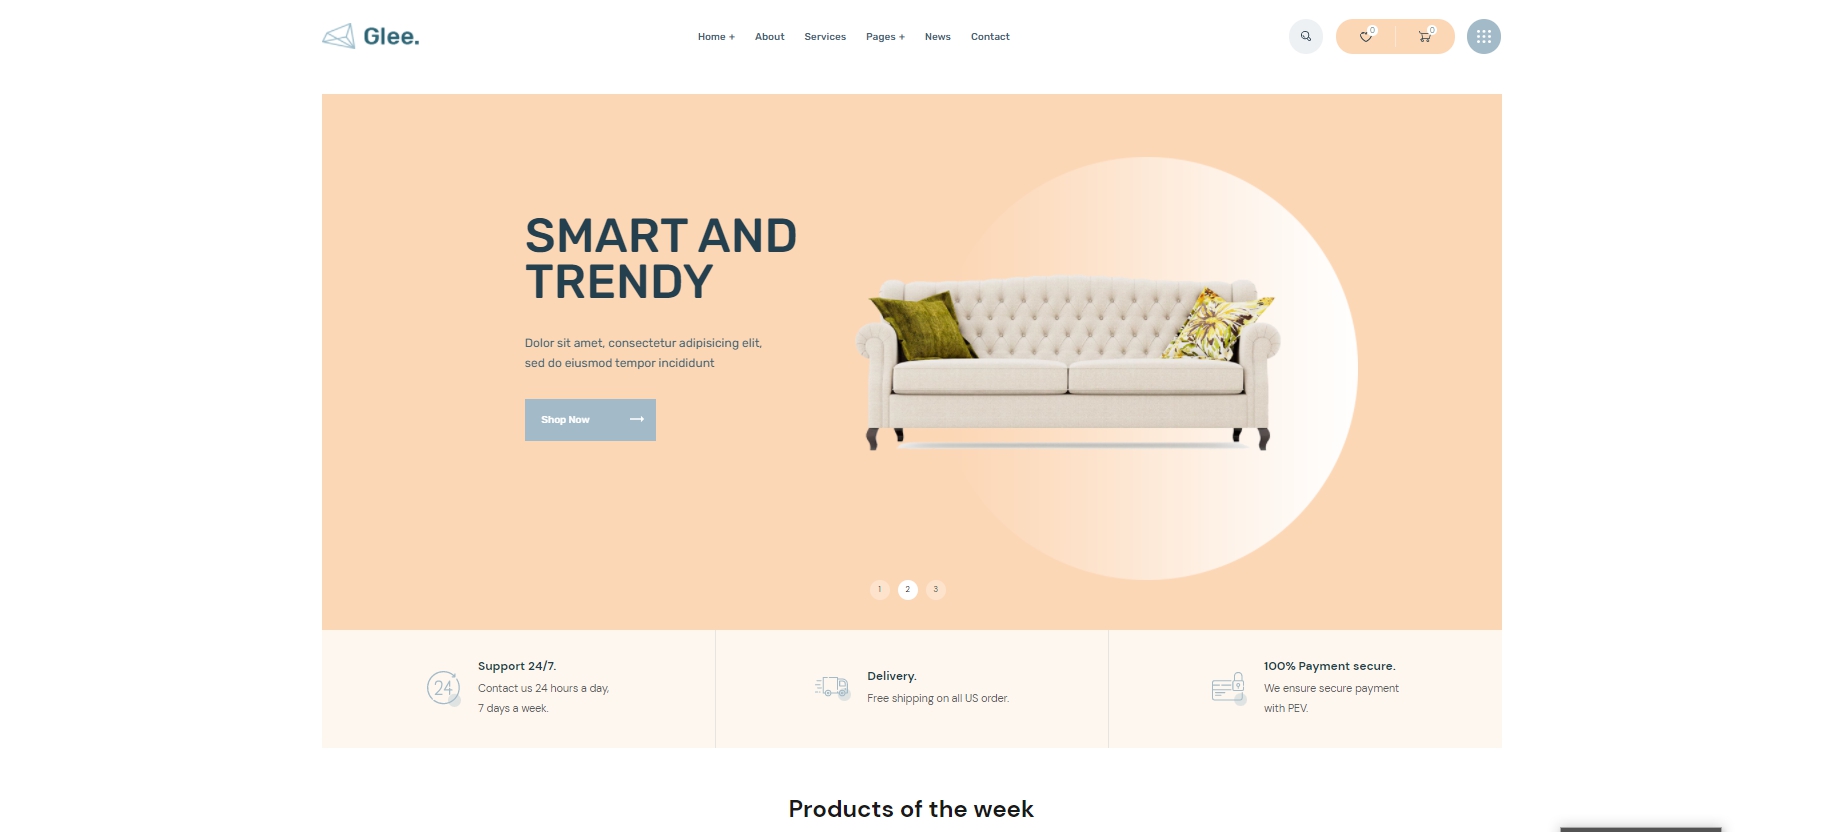 Glee.
Home +
About
Services
Pages +
News
Contact
0
0
SMART AND
TRENDY
Dolor sit amet, consectetur adipisicing elit,
sed do eiusmod tempor incididunt
Shop Now
1
2
3
24
Support 24/7.
Contact us 24 hours a day,
7 days a week.
Delivery.
Free shipping on all US order.
100% Payment secure.
We ensure secure payment
with PEV.
Products of the week